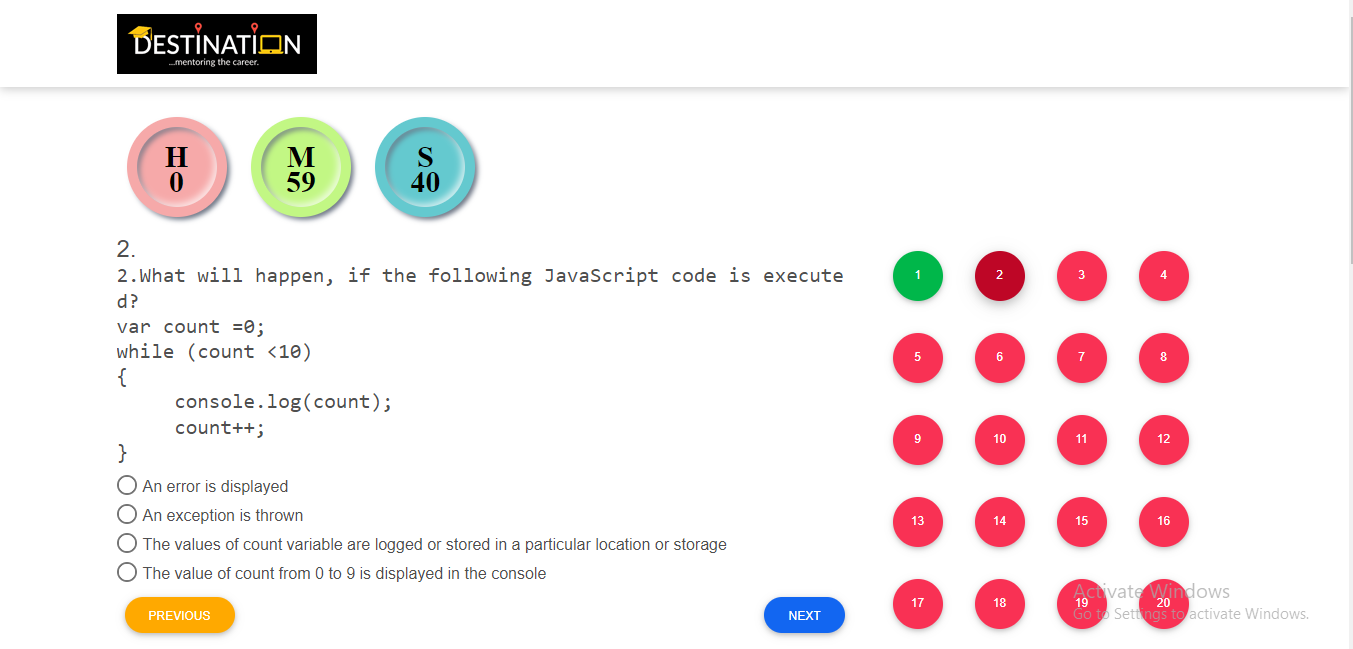 DESTINATION
...mentoring the career.
H
0
M
59
S
40
2.
2.What will happen, if the following JavaScript code is execute
d?
var count =0;
while (count <10)
{
console.log(count);
count++;
}
An error is displayed
An exception is thrown
The values of count variable are logged or stored in a particular location or storage
The value of count from 0 to 9 is displayed in the console
PREVIOUS
NEXT
1 2 3 4
5 6 7 8
9 10 11 12
13 14 15 16
17 18 19 20
Activate Windows
Go to Settings to activate Windows.